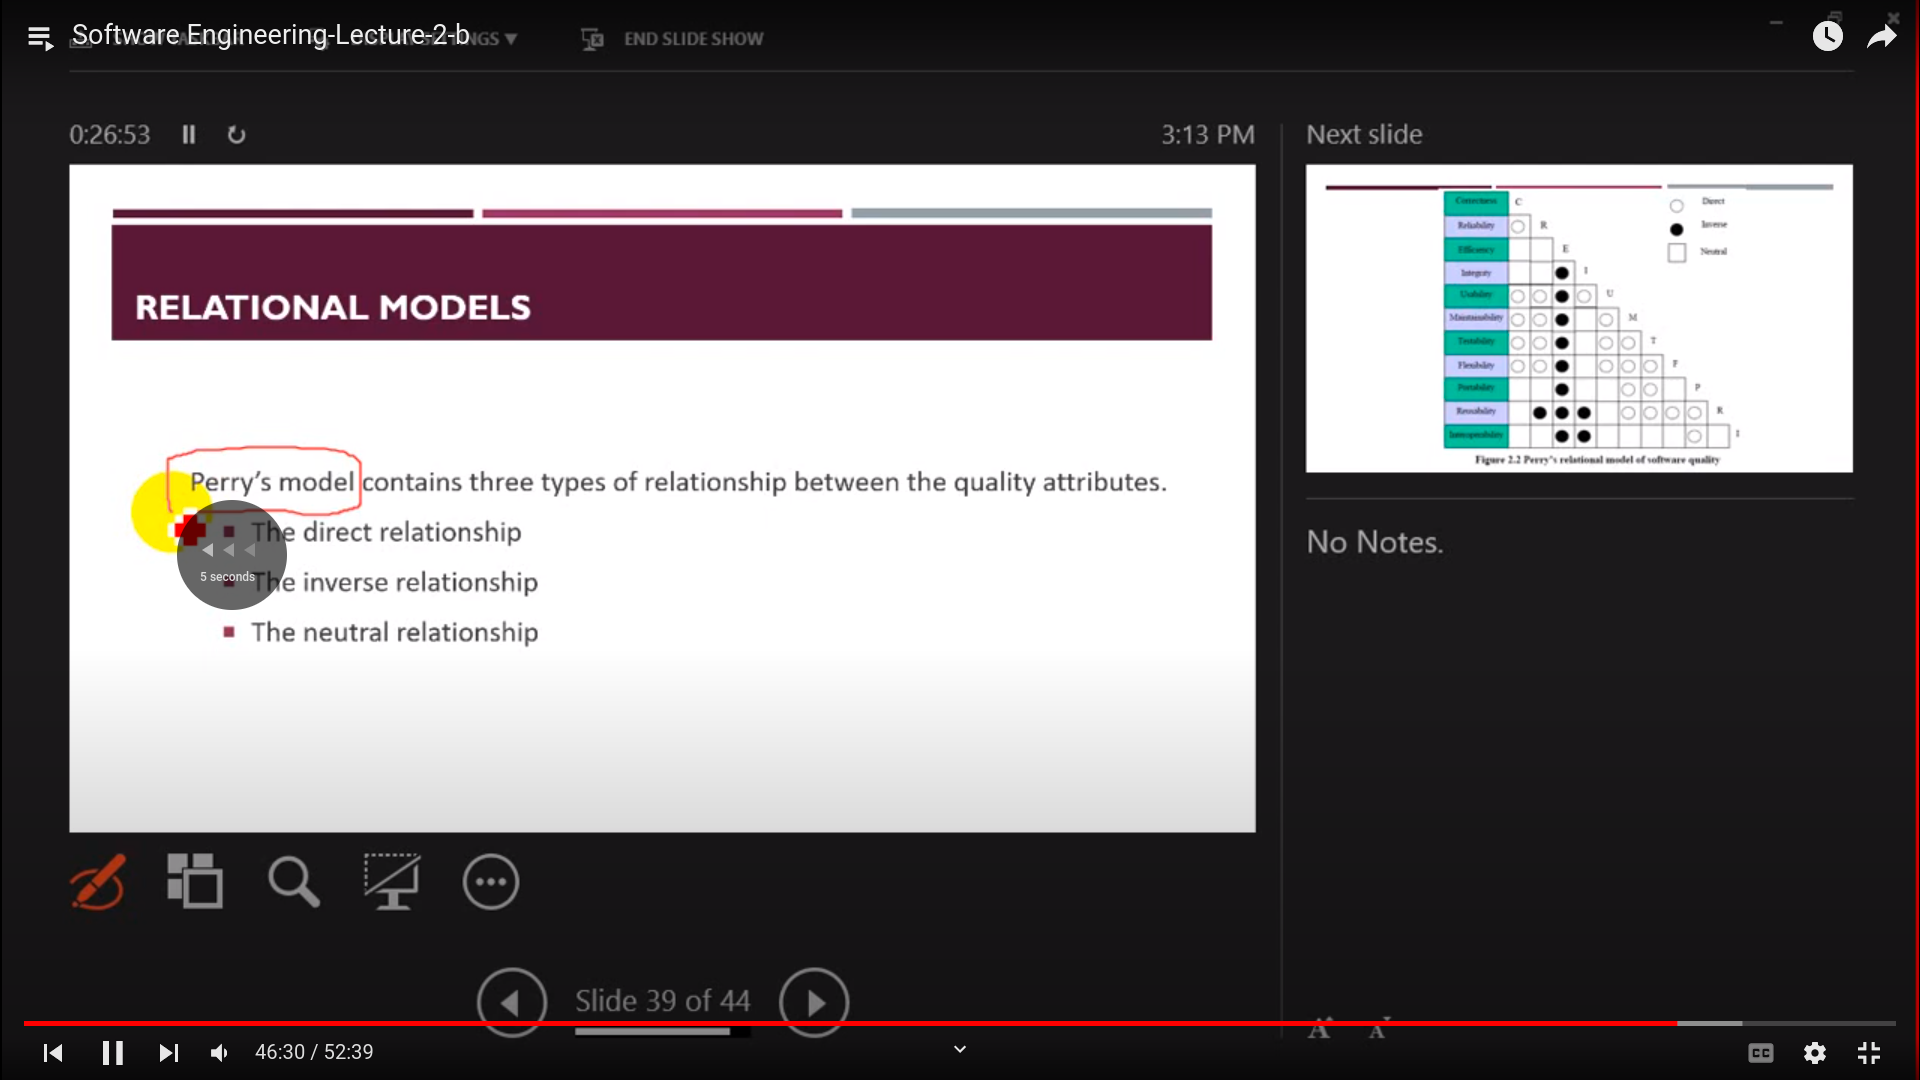 Software Engineering-Lecture-2-b
END SLIDE SHOW
0:26:53
3:13 PM
Next slide
RELATIONAL MODELS
Perry's model contains three types of relationship between the quality attributes.
The direct relationship
The inverse relationship
The neutral relationship
5 seconds
Correctness C
Reliability R
Efficiency E
Integrity I
Usability U
Maintainability M
Testability T
Flexibility F
Portability P
Reusability R
Interoperability I
Direct
Inverse
Neutral
Figure 2.2 Perry's relational model of software quality
No Notes.
Slide 39 of 44
46:30 / 52:39
CC